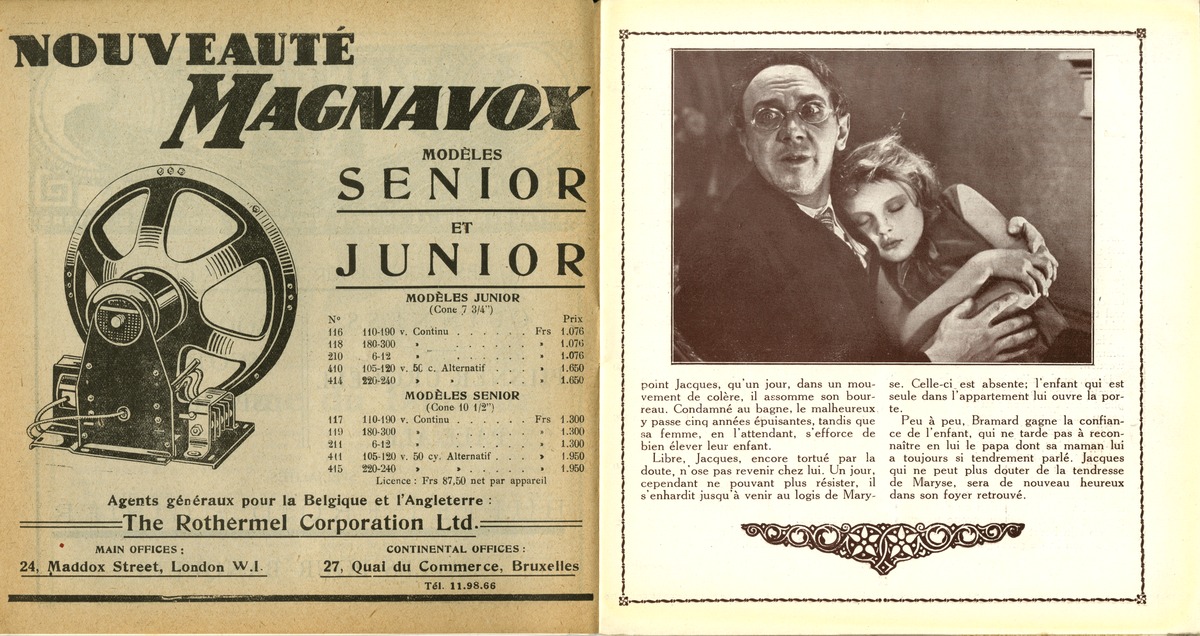 NOUVEAUTÉ
MAGNAVOX
MODÈLES
SENIOR
ET
JUNIOR
MODÈLES JUNIOR
(Cone 7 3/4")
N° Prix
116 110-190 v. Continu . . . . . . . Frs 1.076
118 180-300 » . . . . . . . » 1.076
210 6-12 » . . . . . . . » 1.076
410 105-120 v. 50 c. Alternatif . . . . » 1.650
414 220-240 » » . . . . » 1.650
MODÈLES SENIOR
(Cone 10 1/2")
117 110-190 v. Continu . . . . . . . Frs 1.300
119 180-300 » . . . . . . . » 1.300
211 6-12 » . . . . . . . » 1.300
411 105-120 v. 50 cy. Alternatif . . . . » 1.950
415 220-240 » » . . . . » 1.950
Licence : Frs 87,50 net par appareil
Agents généraux pour la Belgique et l'Angleterre :
The Rothermel Corporation Ltd.
MAIN OFFICES :
24, Maddox Street, London W.I.
CONTINENTAL OFFICES :
27, Quai du Commerce, Bruxelles
Tél. 11.98.66
point Jacques, qu'un jour, dans un mou-
vement de colère, il assomme son bour-
reau. Condamné au bagne, le malheureux
y passe cinq années épuisantes, tandis que
sa femme, en l'attendant, s'efforce de
bien élever leur enfant.
Libre, Jacques, encore tortué par la
doute, n'ose pas revenir chez lui. Un jour,
cependant ne pouvant plus résister, il
s'enhardit jusqu'à venir au logis de Mary-
se. Celle-ci est absente; l'enfant qui est
seule dans l'appartement lui ouvre la por-
te.
Peu à peu, Bramard gagne la confian-
ce de l'enfant, qui ne tarde pas à recon-
naître en lui le papa dont sa maman lui
a toujours si tendrement parlé. Jacques
qui ne peut plus douter de la tendresse
de Maryse, sera de nouveau heureux
dans son foyer retrouvé.